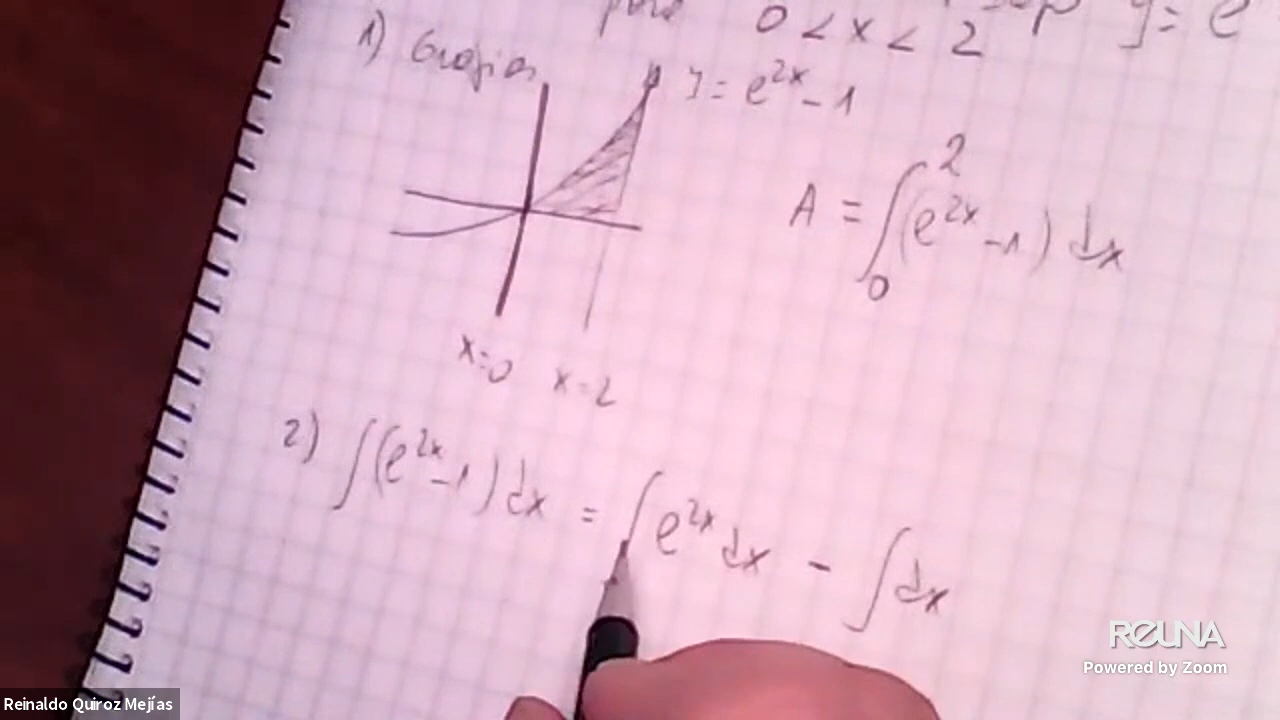 0 < x < 2 y = e
1) Grafica
y = e^{2x} - 1
A = ∫_0^2 (e^{2x} - 1) dx
x=0 x=2
2) ∫(e^{2x} - 1) dx = ∫ e^{2x} dx - ∫ dx
REUNA
Powered by Zoom
Reinaldo Quiroz Mejías